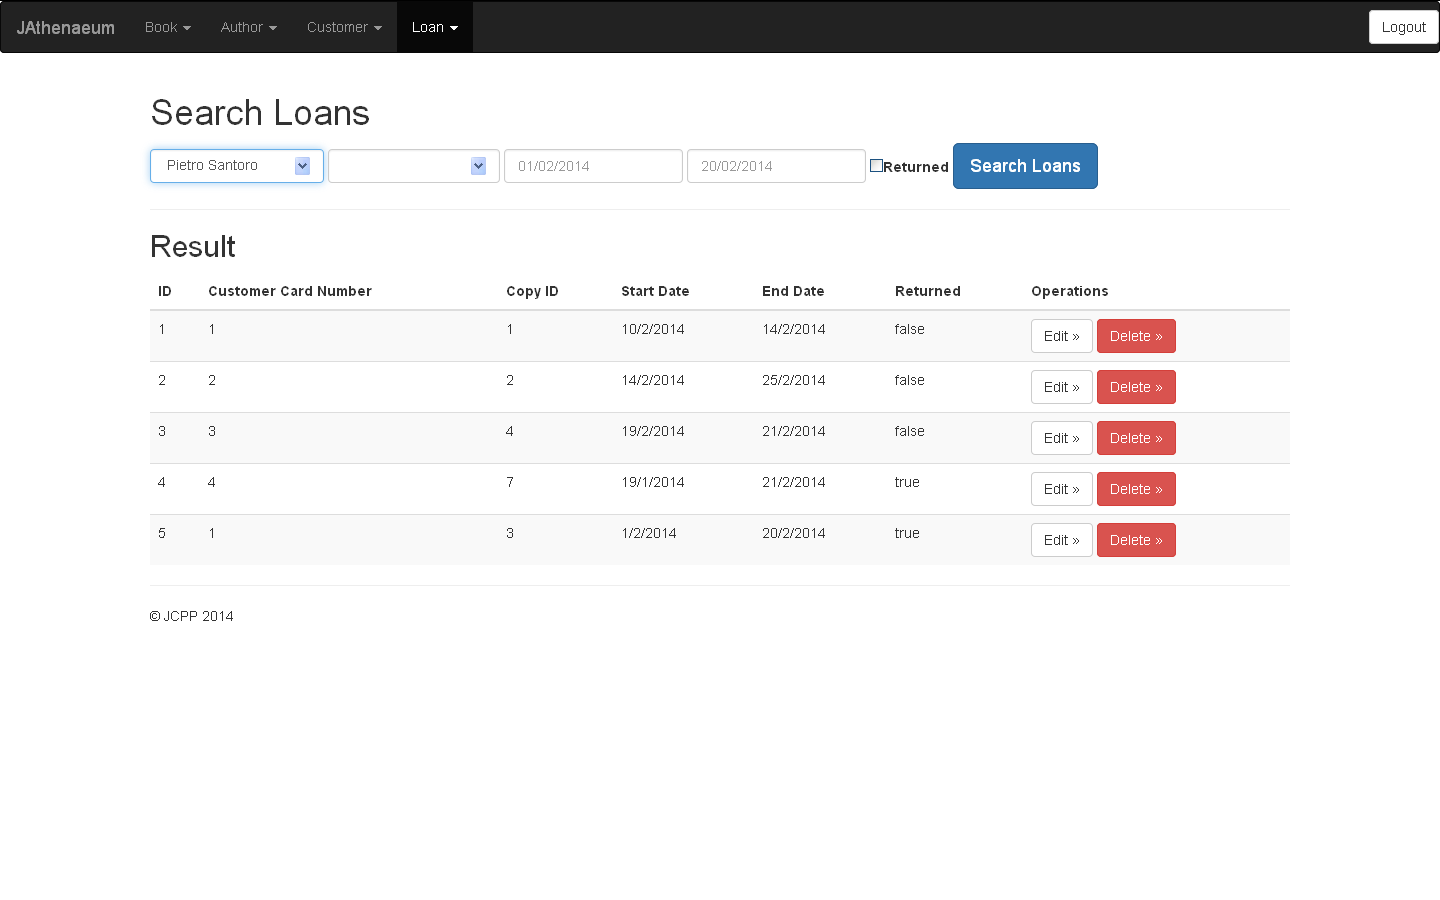 JAthenaeum Book Author Customer Loan Logout
Search Loans
Pietro Santoro 01/02/2014 20/02/2014 Returned Search Loans
Result
ID Customer Card Number Copy ID Start Date End Date Returned Operations
1 1 1 10/2/2014 14/2/2014 false Edit » Delete »
2 2 2 14/2/2014 25/2/2014 false Edit » Delete »
3 3 4 19/2/2014 21/2/2014 false Edit » Delete »
4 4 7 19/1/2014 21/2/2014 true Edit » Delete »
5 1 3 1/2/2014 20/2/2014 true Edit » Delete »
© JCPP 2014